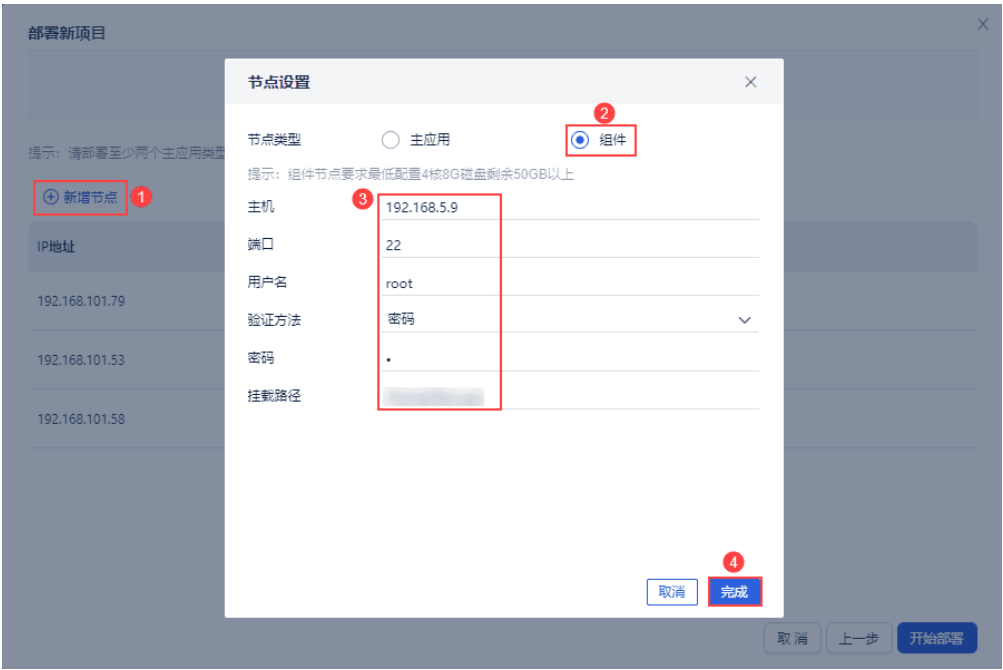 部署新项目
节点设置
2
节点类型 主应用 组件
提示：请部署至少两个主应用类型
提示：组件节点要求最低配置4核8G磁盘剩余50GB以上
新增节点 1
3
主机 192.168.5.9
端口 22
IP地址
用户名 root
192.168.101.79
验证方法 密码
密码 •
192.168.101.53
挂载路径
192.168.101.58
4
取消 完成
取消 上一步 开始部署